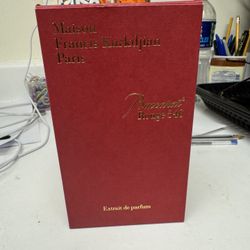 Maison
Francis Kurkdjian
Paris
Baccarat
Rouge 540
Extrait de parfum